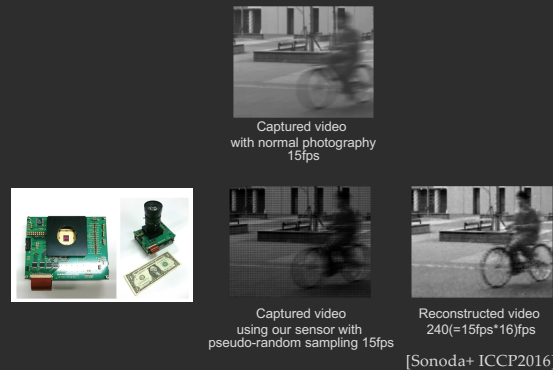 Captured video
with normal photography
15fps
Captured video
using our sensor with
pseudo-random sampling 15fps
Reconstructed video
240(=15fps*16)fps
[Sonoda+ ICCP2016]